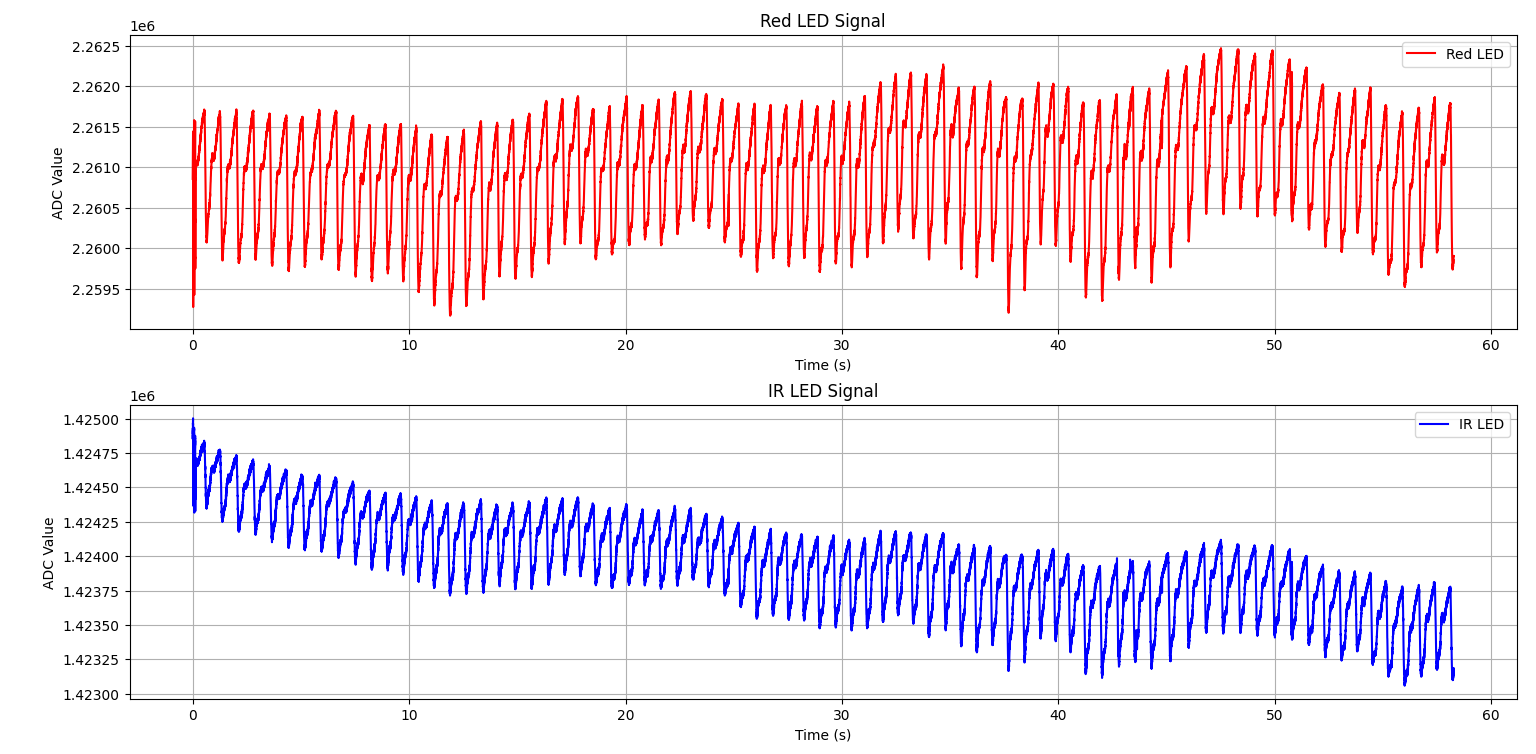 Red LED Signal
1e6
Red LED
2.2625
2.2620
2.2615
2.2610
2.2605
2.2600
2.2595
ADC Value
0 10 20 30 40 50 60
Time (s)
IR LED Signal
1e6
IR LED
1.42500
1.42475
1.42450
1.42425
1.42400
1.42375
1.42350
1.42325
1.42300
ADC Value
0 10 20 30 40 50 60
Time (s)